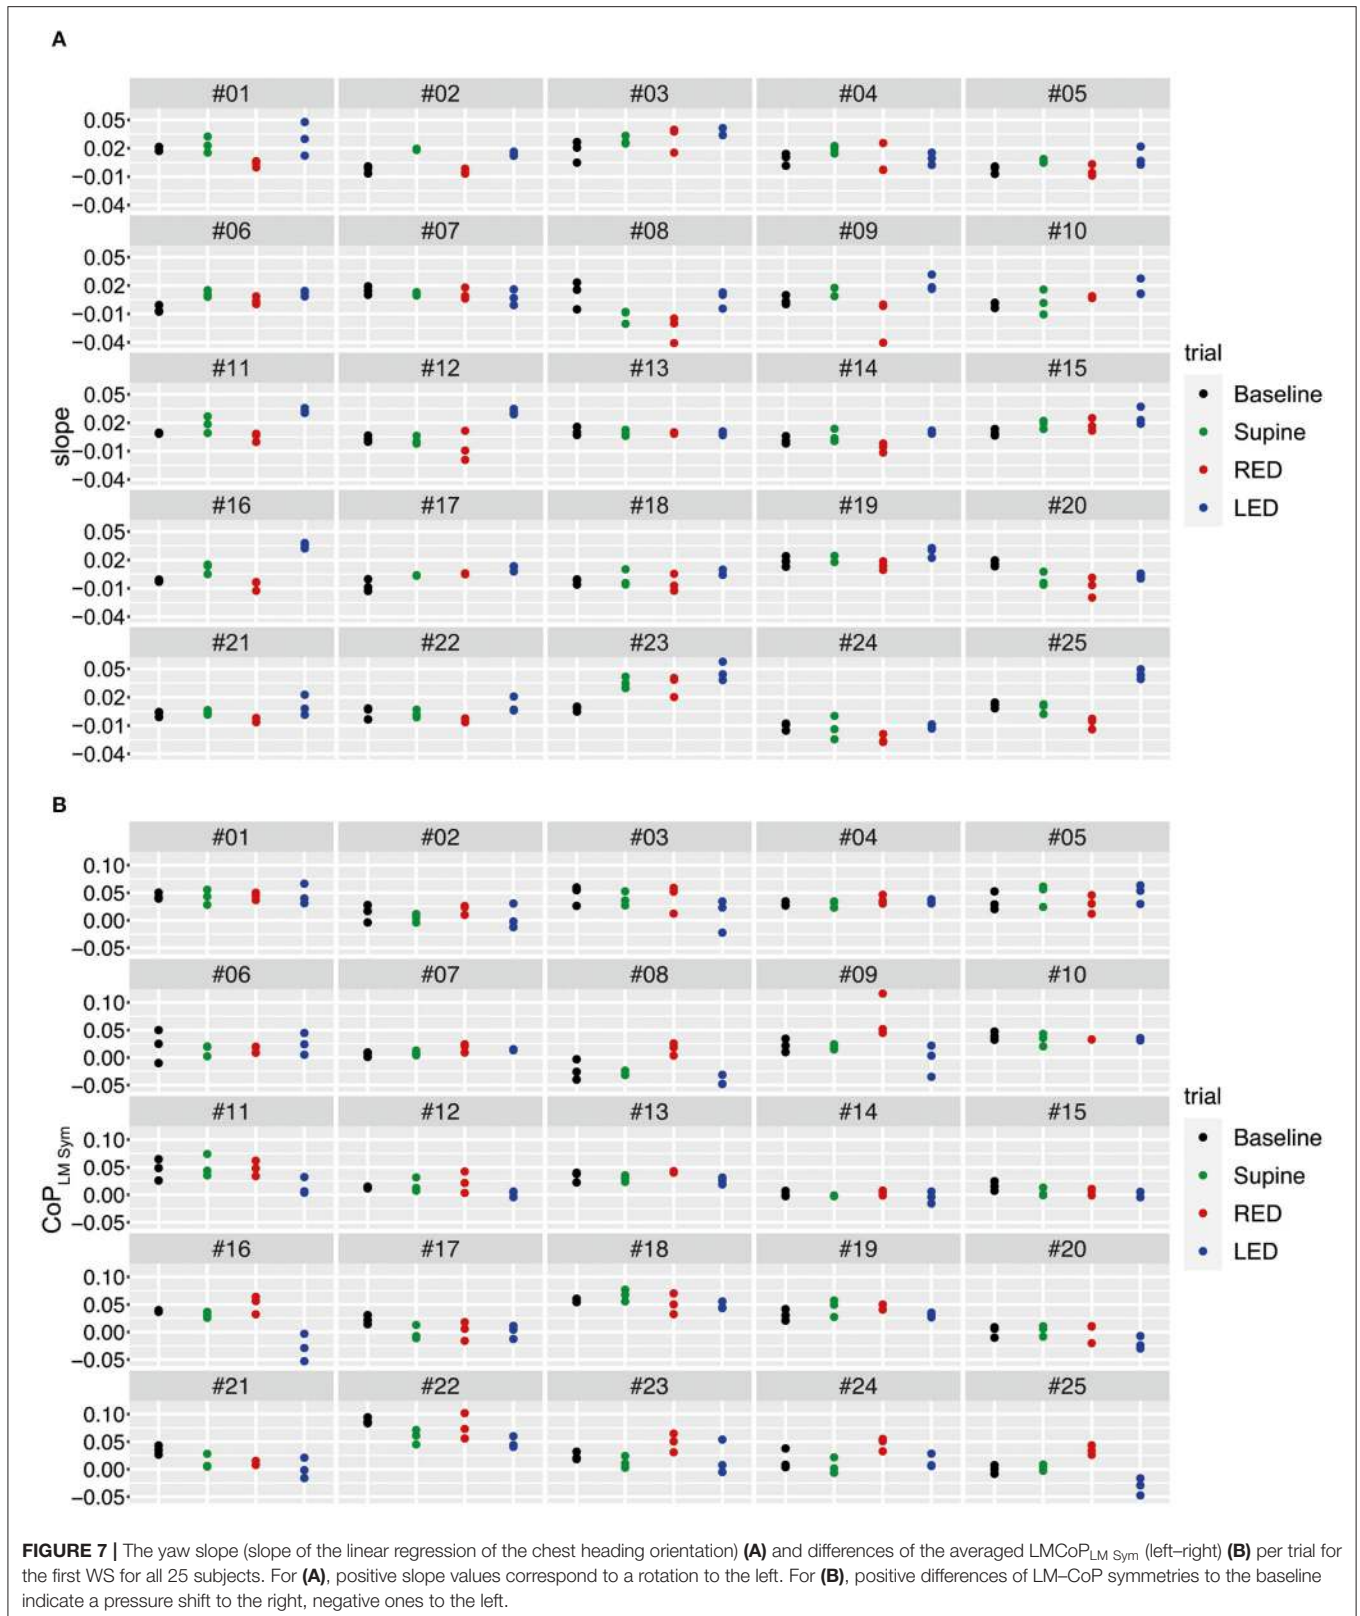 A
#01 #02 #03 #04 #05
0.05
0.02
−0.01
−0.04
#06 #07 #08 #09 #10
0.05
0.02
−0.01
−0.04
#11 #12 #13 #14 #15
0.05
0.02
−0.01
−0.04
#16 #17 #18 #19 #20
0.05
0.02
−0.01
−0.04
#21 #22 #23 #24 #25
0.05
0.02
−0.01
−0.04
slope
trial
Baseline
Supine
RED
LED
B
#01 #02 #03 #04 #05
0.10
0.05
0.00
−0.05
#06 #07 #08 #09 #10
0.10
0.05
0.00
−0.05
#11 #12 #13 #14 #15
0.10
0.05
0.00
−0.05
#16 #17 #18 #19 #20
0.10
0.05
0.00
−0.05
#21 #22 #23 #24 #25
0.10
0.05
0.00
−0.05
CoP LM Sym
trial
Baseline
Supine
RED
LED
FIGURE 7 | The yaw slope (slope of the linear regression of the chest heading orientation) (A) and differences of the averaged LMCoP LM Sym (left–right) (B) per trial for
the first WS for all 25 subjects. For (A), positive slope values correspond to a rotation to the left. For (B), positive differences of LM–CoP symmetries to the baseline
indicate a pressure shift to the right, negative ones to the left.